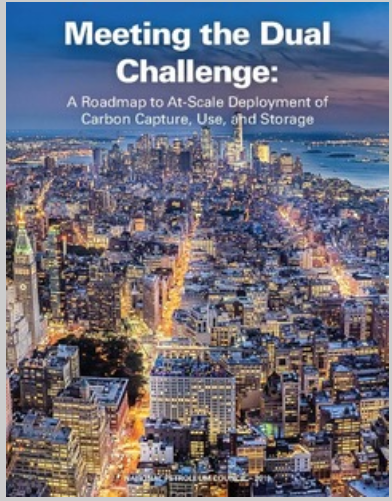 Meeting the Dual
Challenge:
A Roadmap to At-Scale Deployment of
Carbon Capture, Use, and Storage
NATIONAL PETROLEUM COUNCIL • 2019